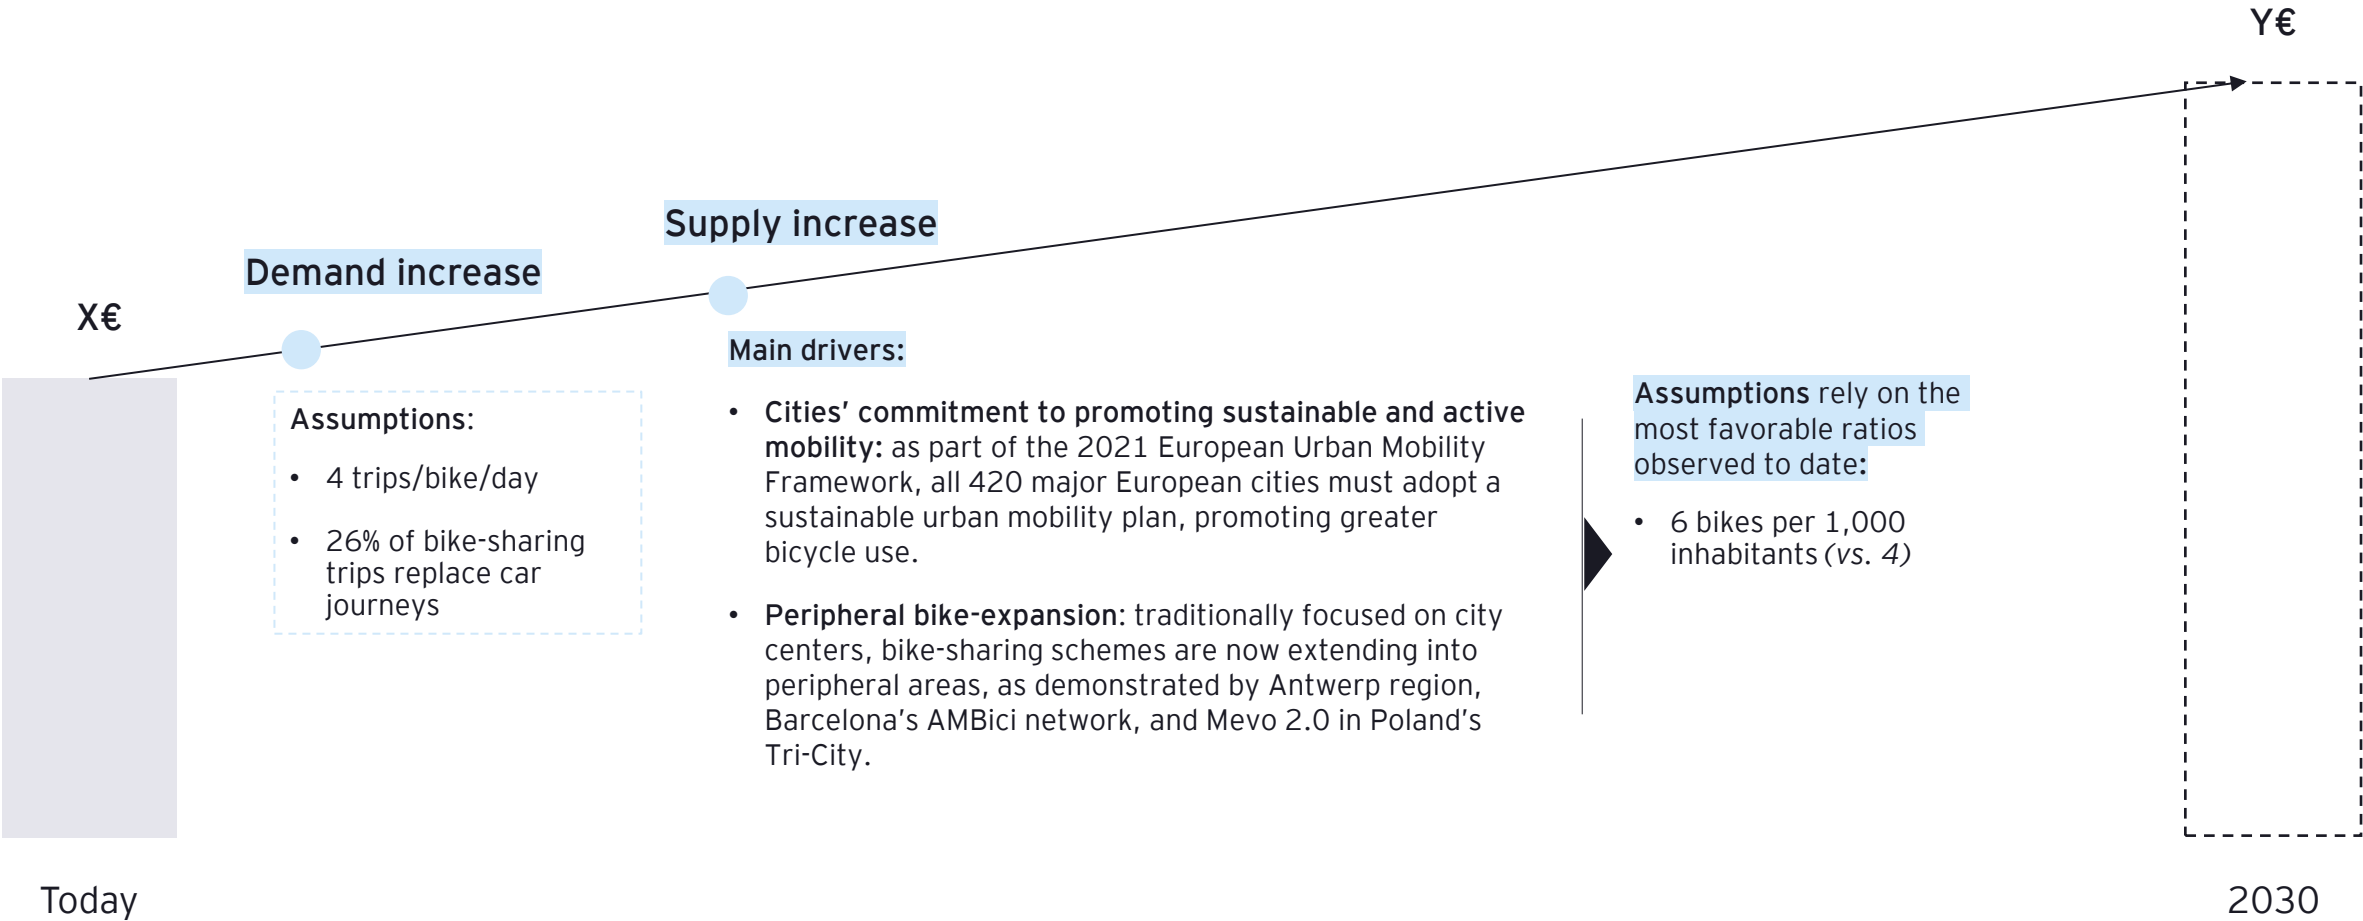 Y€
Supply increase
Demand increase
X€
Main drivers:
Assumptions:
• 4 trips/bike/day
• 26% of bike-sharing
trips replace car
journeys
• Cities’ commitment to promoting sustainable and active
mobility: as part of the 2021 European Urban Mobility
Framework, all 420 major European cities must adopt a
sustainable urban mobility plan, promoting greater
bicycle use.
• Peripheral bike-expansion: traditionally focused on city
centers, bike-sharing schemes are now extending into
peripheral areas, as demonstrated by Antwerp region,
Barcelona’s AMBici network, and Mevo 2.0 in Poland’s
Tri-City.
Assumptions rely on the
most favorable ratios
observed to date:
• 6 bikes per 1,000
inhabitants (vs. 4)
Today
2030